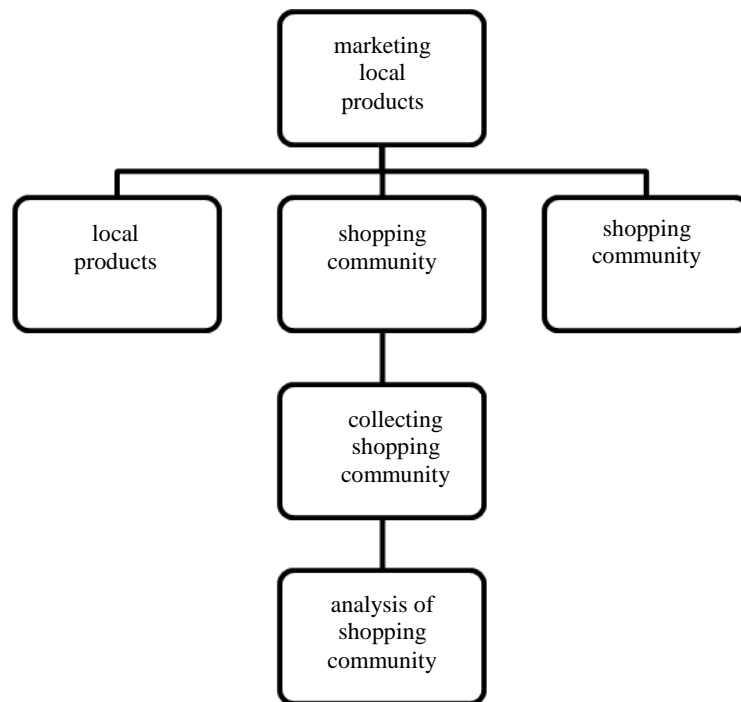 marketing
local
products
local
products
shopping
community
shopping
community
collecting
shopping
community
analysis of
shopping
community